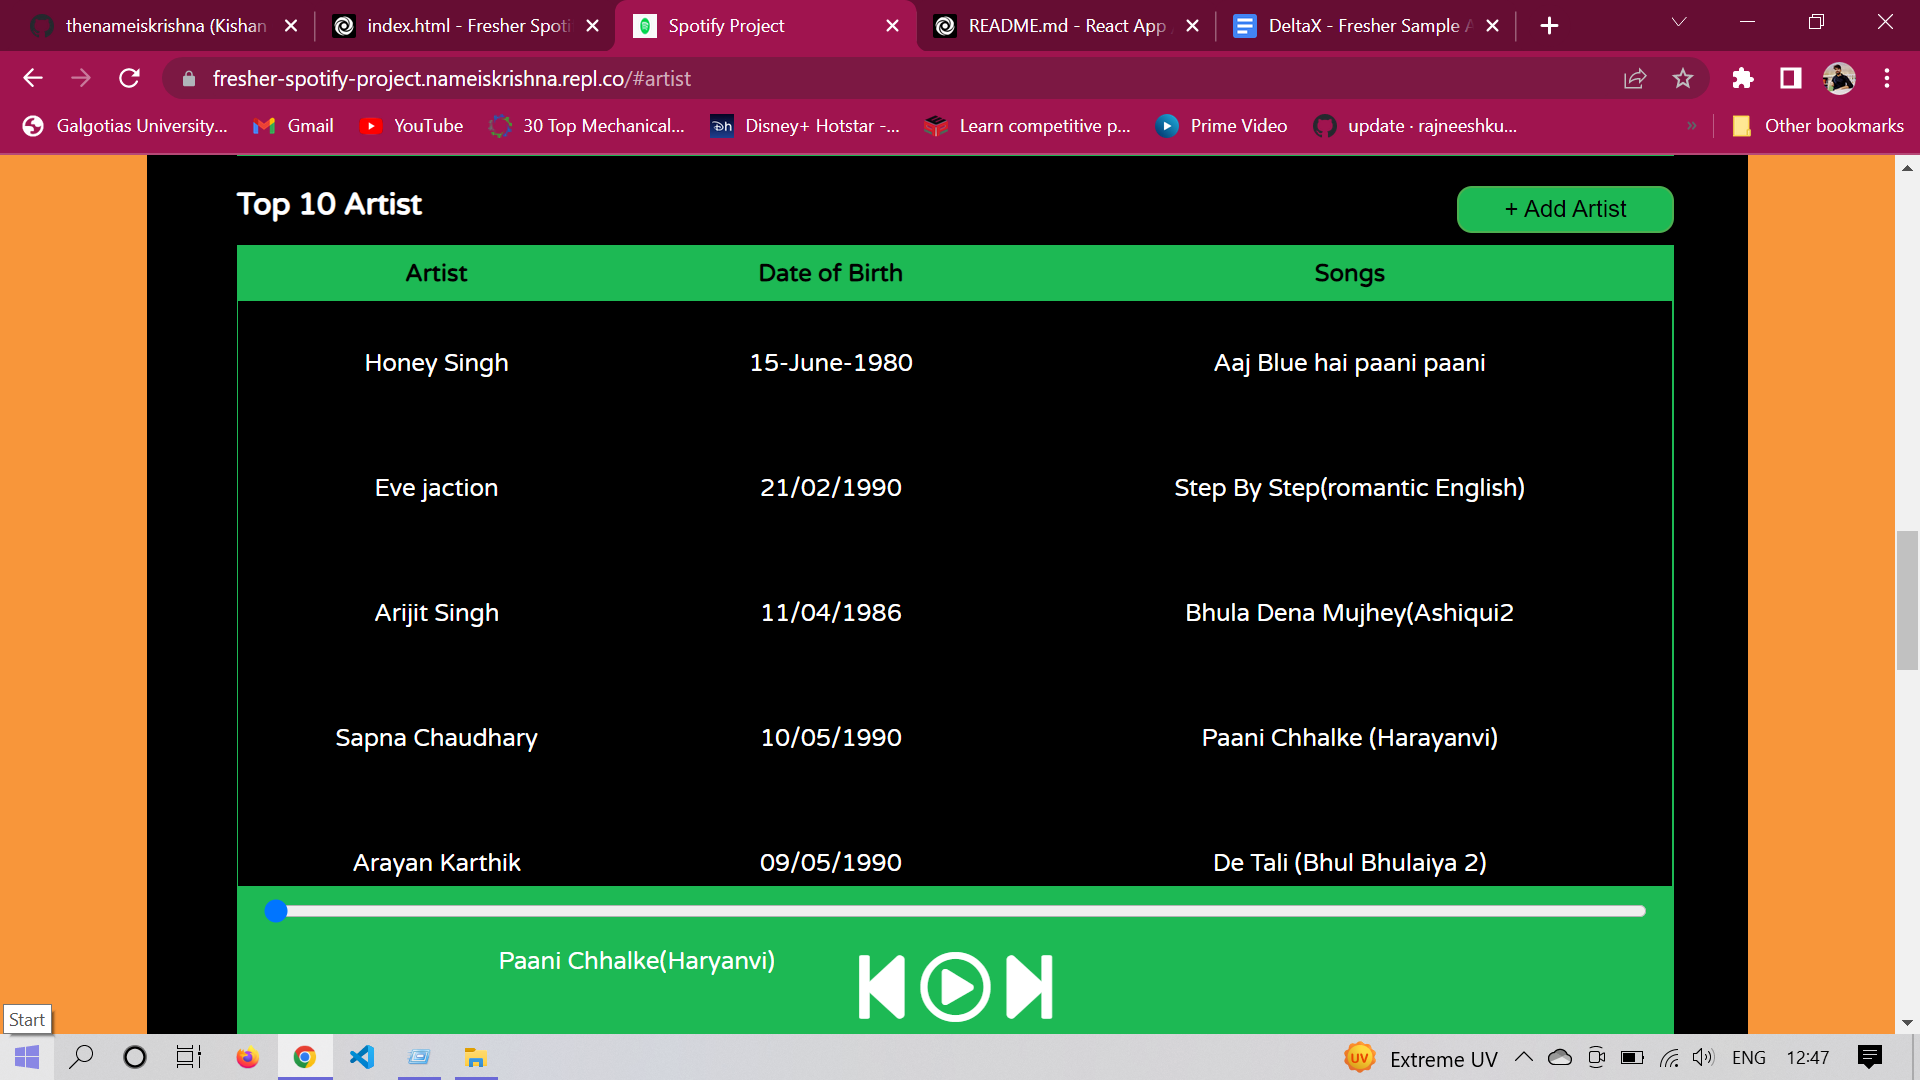 thenameiskrishna (Kishan
index.html - Fresher Spoti
Spotify Project
README.md - React App
DeltaX - Fresher Sample A
fresher-spotify-project.nameiskrishna.repl.co/#artist
Galgotias University...
Gmail
YouTube
30 Top Mechanical...
Disney+ Hotstar -...
Learn competitive p...
Prime Video
update · rajneeshku...
»
Other bookmarks
Top 10 Artist
+ Add Artist
Artist Date of Birth Songs
Honey Singh 15-June-1980 Aaj Blue hai paani paani
Eve jaction 21/02/1990 Step By Step(romantic English)
Arijit Singh 11/04/1986 Bhula Dena Mujhey(Ashiqui2
Sapna Chaudhary 10/05/1990 Paani Chhalke (Harayanvi)
Arayan Karthik 09/05/1990 De Tali (Bhul Bhulaiya 2)
Paani Chhalke(Haryanvi)
Start
UV
Extreme UV
ENG
12:47